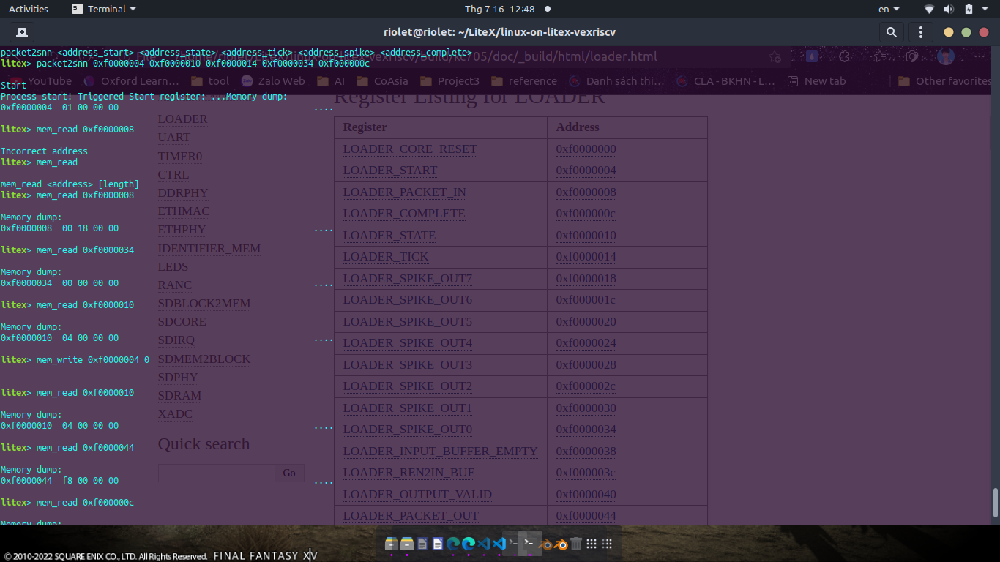 Activities Terminal Thg 7 16 12:48 en
riolet@riolet: ~/LiteX/linux-on-litex-vexriscv
packet2snn <address_start> <address_state> <address_tick> <address_spike> <address_complete>
litex> packet2snn 0xf0000004 0xf0000010 0xf0000014 0xf0000034 0xf000000c
Start
Process start! Triggered Start register: ...Memory dump:
0xf0000004 01 00 00 00 ....
litex> mem_read 0xf0000008
Incorrect address
litex> mem_read
mem_read <address> [length]
litex> mem_read 0xf0000008
Memory dump:
0xf0000008 00 18 00 00 ....
litex> mem_read 0xf0000034
Memory dump:
0xf0000034 00 00 00 00 ....
litex> mem_read 0xf0000010
Memory dump:
0xf0000010 04 00 00 00 ....
litex> mem_write 0xf0000004 0
litex> mem_read 0xf0000010
Memory dump:
0xf0000010 04 00 00 00 ....
litex> mem_read 0xf0000044
Memory dump:
0xf0000044 f8 00 00 00 ....
litex> mem_read 0xf000000c
Memory dump:
05/doc/_build/html/loader.html
YouTube Oxford Learn... tool Zalo Web AI CoAsia Project3 reference Danh sách thi... CLA - BKHN - L... New tab Other favorites
LOADER
UART
TIMER0
CTRL
DDRPHY
ETHMAC
ETHPHY
IDENTIFIER_MEM
LEDS
RANC
SDBLOCK2MEM
SDCORE
SDIRQ
SDMEM2BLOCK
SDPHY
SDRAM
XADC
Quick search
Go
Register Listing for LOADER
Register Address
LOADER_CORE_RESET 0xf0000000
LOADER_START 0xf0000004
LOADER_PACKET_IN 0xf0000008
LOADER_COMPLETE 0xf000000c
LOADER_STATE 0xf0000010
LOADER_TICK 0xf0000014
LOADER_SPIKE_OUT7 0xf0000018
LOADER_SPIKE_OUT6 0xf000001c
LOADER_SPIKE_OUT5 0xf0000020
LOADER_SPIKE_OUT4 0xf0000024
LOADER_SPIKE_OUT3 0xf0000028
LOADER_SPIKE_OUT2 0xf000002c
LOADER_SPIKE_OUT1 0xf0000030
LOADER_SPIKE_OUT0 0xf0000034
LOADER_INPUT_BUFFER_EMPTY 0xf0000038
LOADER_REN2IN_BUF 0xf000003c
LOADER_OUTPUT_VALID 0xf0000040
LOADER_PACKET_OUT 0xf0000044
© 2010-2022 SQUARE ENIX CO., LTD. All Rights Reserved. FINAL FANTASY XIV